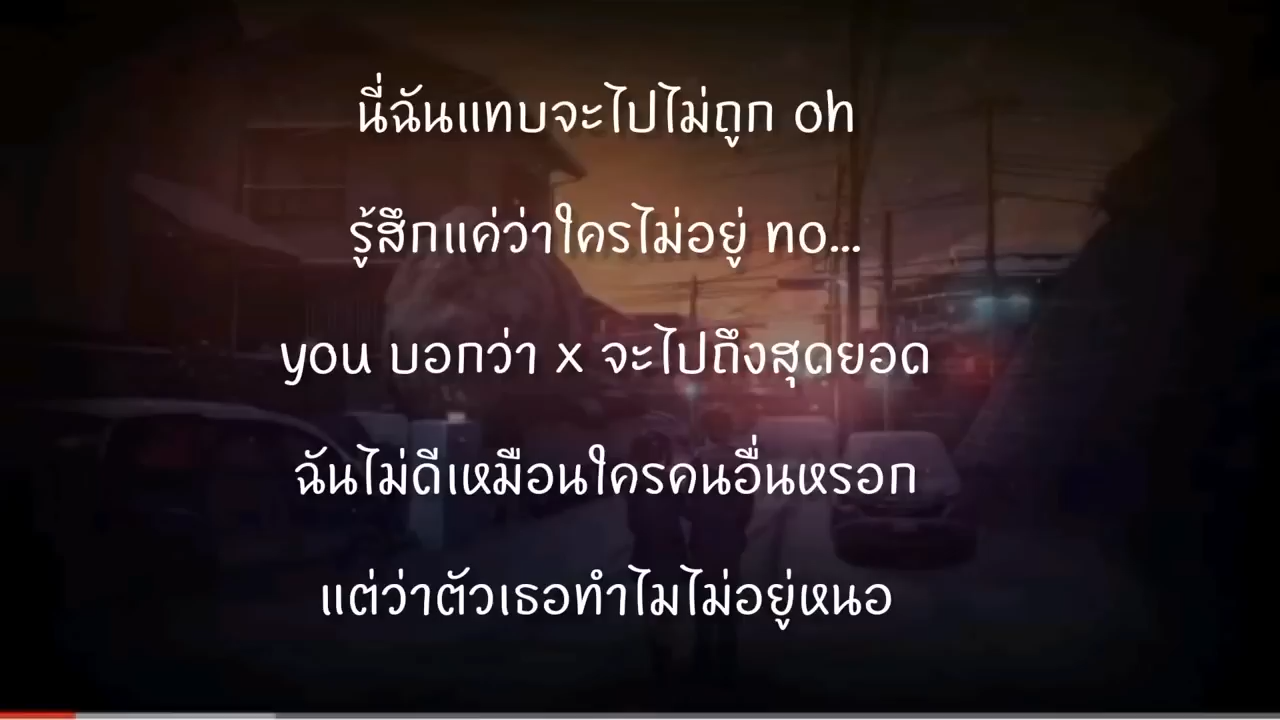 นี่ฉันแทบจะไปไม่ถูก oh
รู้สึกแค่ว่าใครไม่อยู่ no...
you บอกว่า x จะไปถึงสุดยอด
ฉันไม่ดีเหมือนใครคนอื่นหรอก
แต่ว่าตัวเธอทำไมไม่อยู่หนอ